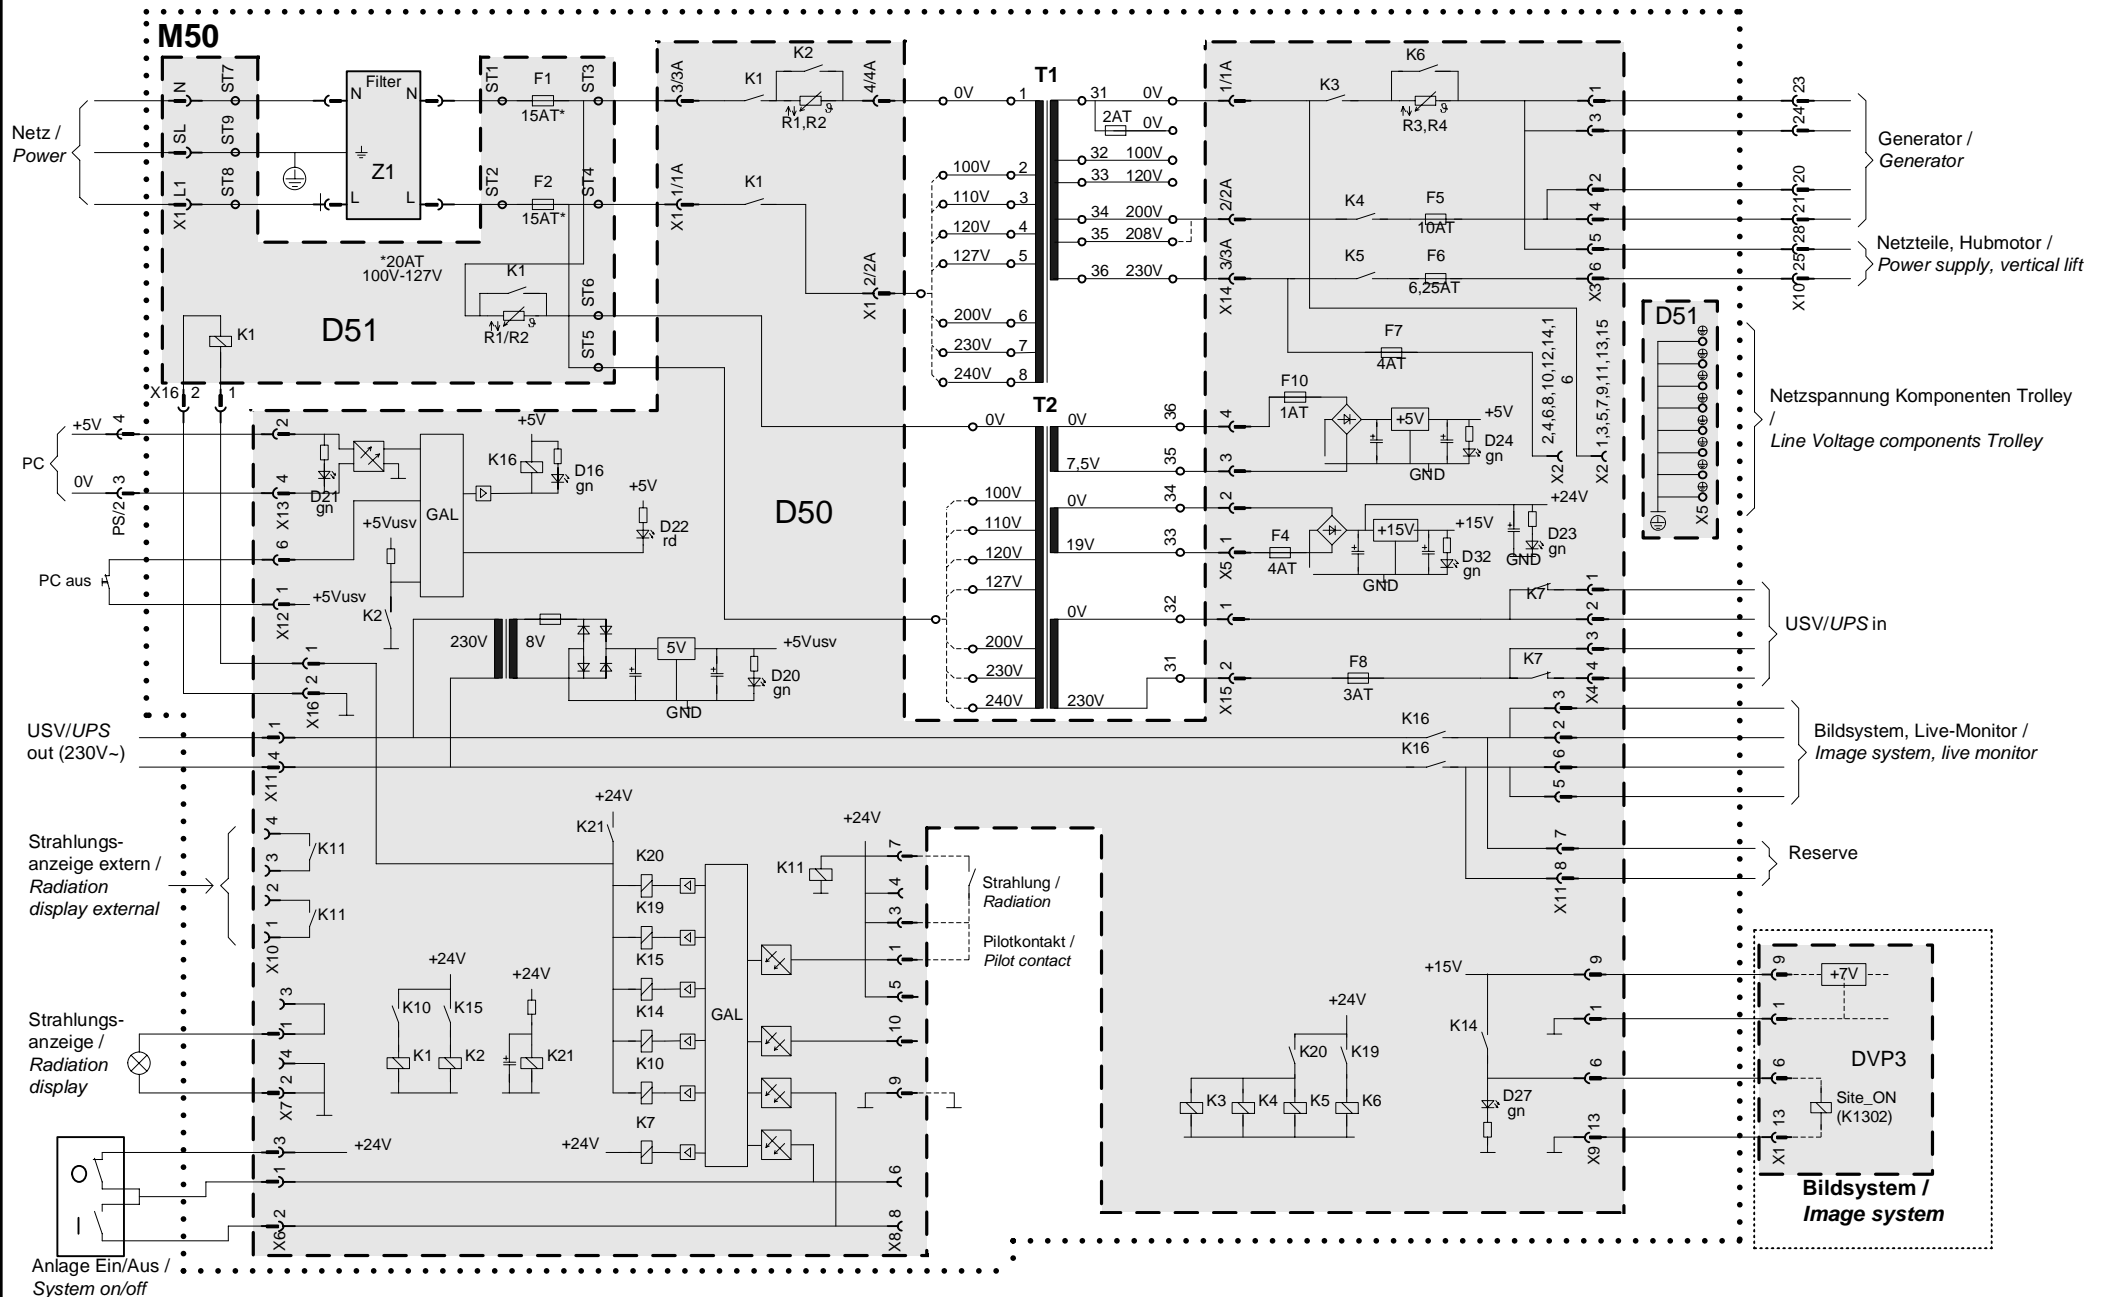 M50
Netz /
Power
N
SL
X1 L1
ST7
ST9
ST8
Filter
N
N
L
L
Z1
ST1
F1
ST3
15AT*
ST2
F2
ST4
15AT*
*20AT
100V-127V
K1
D51
K1
R1/R2
ϑ
ST6
ST5
X16
2
1
3/3A
K1
K2
R1,R2
ϑ
4/4A
X1 1/1A
K1
X1 2/2A
T1
0V
1
100V
2
110V
3
120V
4
127V
5
200V
6
230V
7
240V
8
31
0V
2AT
0V
32
100V
33
120V
34
200V
35
208V
36
230V
1/1A
2/2A
X14 3/3A
K3
K6
R3,R4
ϑ
K4
F5
10AT
K5
F6
6,25AT
F7
4AT
1
3
2
4
5
X3 6
23
24
20
21
28
X10 25
Generator /
Generator
Netzteile, Hubmotor /
Power supply, vertical lift
2,4,6,8,10,12,14,1
6
X2
1,3,5,7,9,11,13,15
X2
D51
X5
Netzspannung Komponenten Trolley
/
Line Voltage components Trolley
T2
0V
100V
110V
120V
127V
200V
230V
240V
0V
36
4
7,5V
35
3
0V
34
2
19V
33
X5 1
0V
32
1
230V
31
X15 2
F10
1AT
+5V
+5V
D24
gn
GND
F4
4AT
+15V
+15V
D32
gn
GND
+24V
D23
gn
GND
K7
K7
F8
3AT
1
2
3
X4 4
USV/UPS in
PC
+5V
4
0V
3
PS/2
2
X13 4
D21
gn
GAL
+5V
K16
D16
gn
+5V
D22
rd
D50
6
+5Vusv
PC aus
X12 1
+5Vusv
K2
230V
8V
5V
+5Vusv
D20
gn
GND
1
X16 2
USV/UPS
out (230V~)
1
X11 4
K16
K16
3
2
6
5
Bildsystem, Live-Monitor /
Image system, live monitor
7
X11 8
Reserve
Strahlungs-
anzeige extern /
Radiation
display external
4
3
K11
2
X10 1
K11
+24V
K21
K20
K19
K15
K14
K10
K7
+24V
GAL
+24V
K11
7
4
3
1
5
10
9
6
X8 8
Strahlung /
Radiation
Pilotkontakt /
Pilot contact
Strahlungs-
anzeige /
Radiation
display
3
1
4
X7 2
+24V
K10
K15
K1
K2
+24V
K21
+24V
K20
K19
K3
K4
K5
K6
+15V
K14
D27
gn
9
1
6
X9 13
9
1
6
X1 13
+7V
DVP3
Site_ON
(K1302)
Bildsystem /
Image system
O
I
3
+24V
1
X6 2
Anlage Ein/Aus /
System on/off